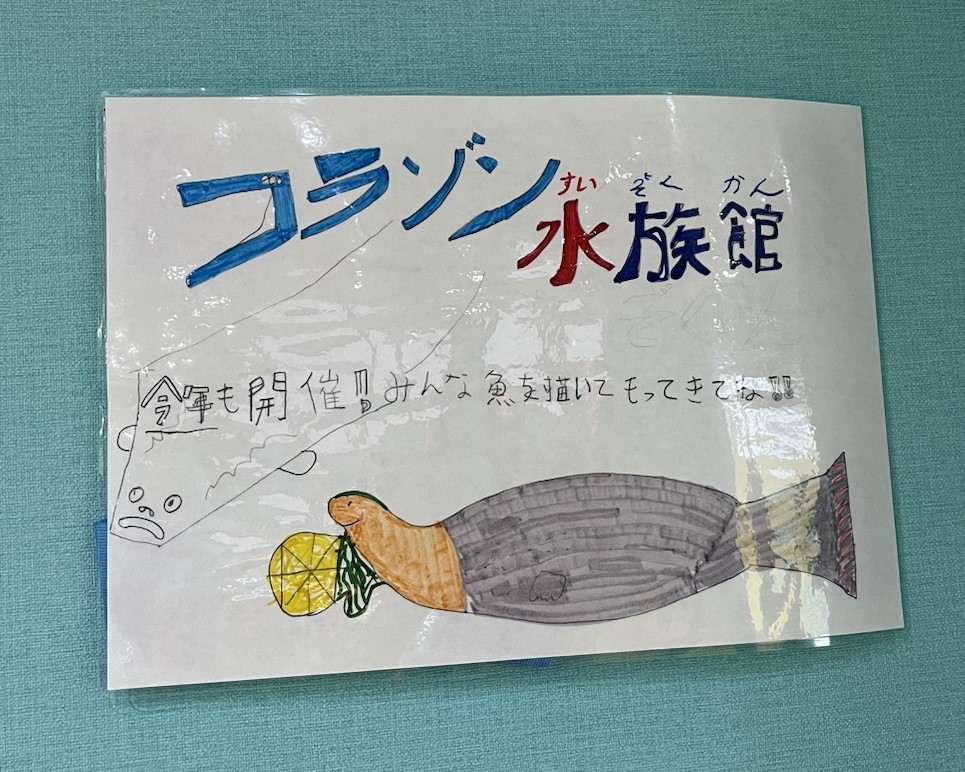 コラゾン水族館
すい ぞく かん
今年も開催!!! みんな魚を描いてもってきてね!!